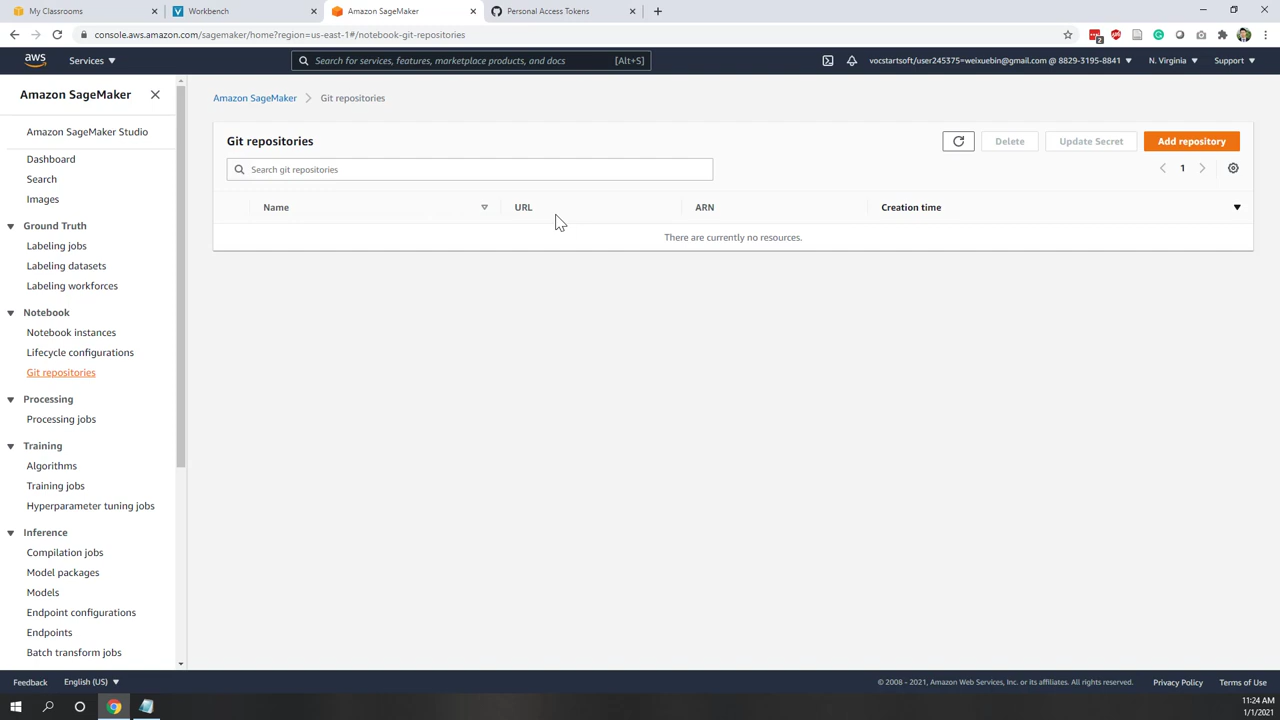 My Classrooms
Workbench
Amazon SageMaker
Personal Access Tokens
console.aws.amazon.com/sagemaker/home?region=us-east-1#/notebook-git-repositories
2
aws
Services
Search for services, features, marketplace products, and docs
[Alt+S]
vocstartsoft/user245375=weixuebin@gmail.com @ 8829-3195-8841
N. Virginia
Support
Amazon SageMaker
Amazon SageMaker Studio
Dashboard
Search
Images
Ground Truth
Labeling jobs
Labeling datasets
Labeling workforces
Notebook
Notebook instances
Lifecycle configurations
Git repositories
Processing
Processing jobs
Training
Algorithms
Training jobs
Hyperparameter tuning jobs
Inference
Compilation jobs
Model packages
Models
Endpoint configurations
Endpoints
Batch transform jobs
Amazon SageMaker
Git repositories
Git repositories
Delete
Update Secret
Add repository
Search git repositories
1
Name
URL
ARN
Creation time
There are currently no resources.
Feedback
English (US)
© 2008 - 2021, Amazon Web Services, Inc. or its affiliates. All rights reserved.
Privacy Policy
Terms of Use
11:24 AM
1/1/2021